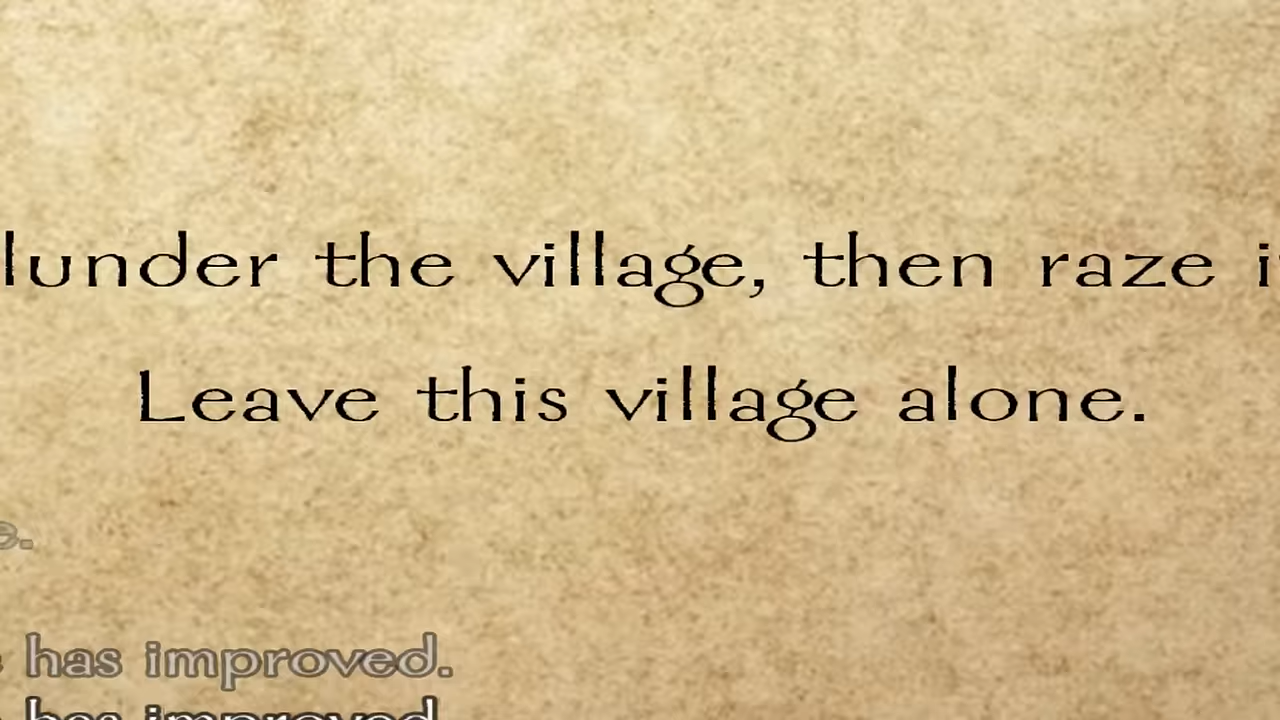 lunder the village, then raze i
Leave this village alone.
e.
has improved.
has improved.